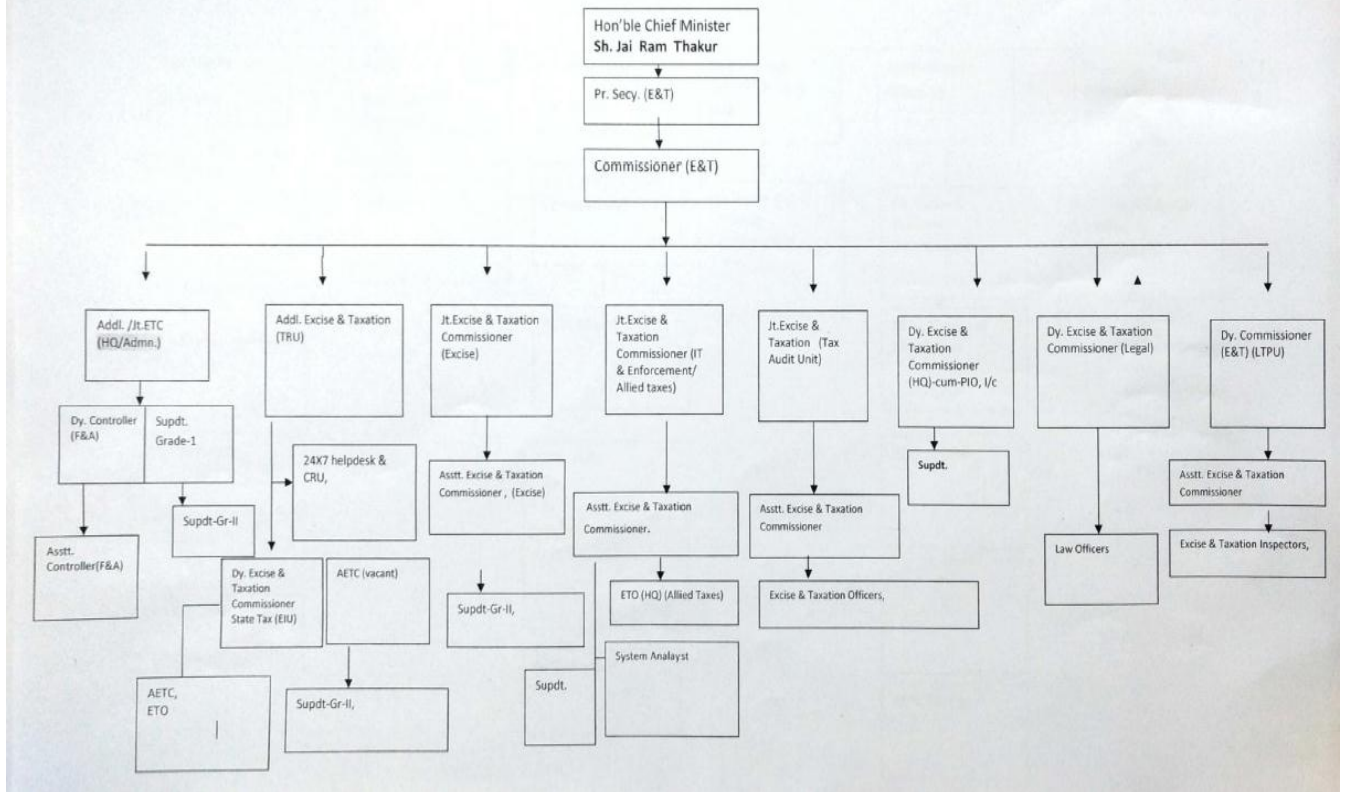 Hon'ble Chief Minister
Sh. Jai Ram Thakur
Pr. Secy. (E&T)
Commissioner (E&T)
Addl. /Jt.ETC
(HQ/Admn.)
Addl. Excise & Taxation
(TRU)
Jt.Excise & Taxation
Commissioner
(Excise)
Jt.Excise &
Taxation
Commissioner (IT
& Enforcement/
Allied taxes)
Jt.Excise &
Taxation (Tax
Audit Unit)
Dy. Excise &
Taxation
Commissioner
(HQ)-cum-PIO, I/c
Dy. Excise & Taxation
Commissioner (Legal)
Dy. Commissioner
(E&T) (LTPU)
Dy. Controller
(F&A)
Supdt.
Grade-1
24X7 helpdesk &
CRU,
Asstt. Excise & Taxation
Commissioner , (Excise)
Asstt. Excise & Taxation
Commissioner.
Asstt. Excise & Taxation
Commissioner
Supdt.
Asstt. Excise & Taxation
Commissioner
Supdt-Gr-II
Asstt.
Controller(F&A)
Dy. Excise &
Taxation
Commissioner
State Tax (EIU)
AETC (vacant)
Supdt-Gr-II,
ETO (HQ) (Allied Taxes)
Excise & Taxation Officers,
Law Officers
Excise & Taxation Inspectors,
AETC,
ETO
Supdt-Gr-II,
Supdt.
System Analayst